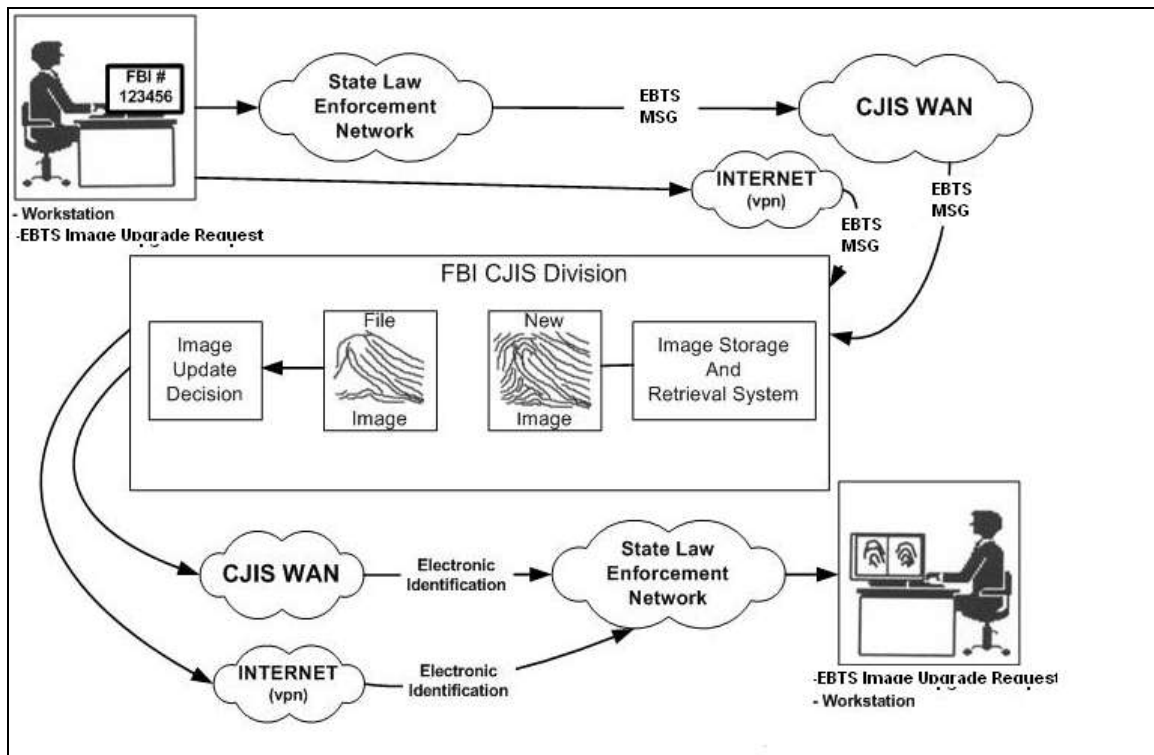 FBI #
123456
State Law
Enforcement
Network
EBTS
MSG
CJIS WAN
INTERNET
(vpn)
EBTS
MSG
EBTS
MSG
- Workstation
-EBTS Image Upgrade Request
FBI CJIS Division
Image
Update
Decision
File
Image
New
Image
Image Storage
And
Retrieval System
CJIS WAN
Electronic
Identification
State Law
Enforcement
Network
INTERNET
(vpn)
Electronic
Identification
-EBTS Image Upgrade Request
- Workstation